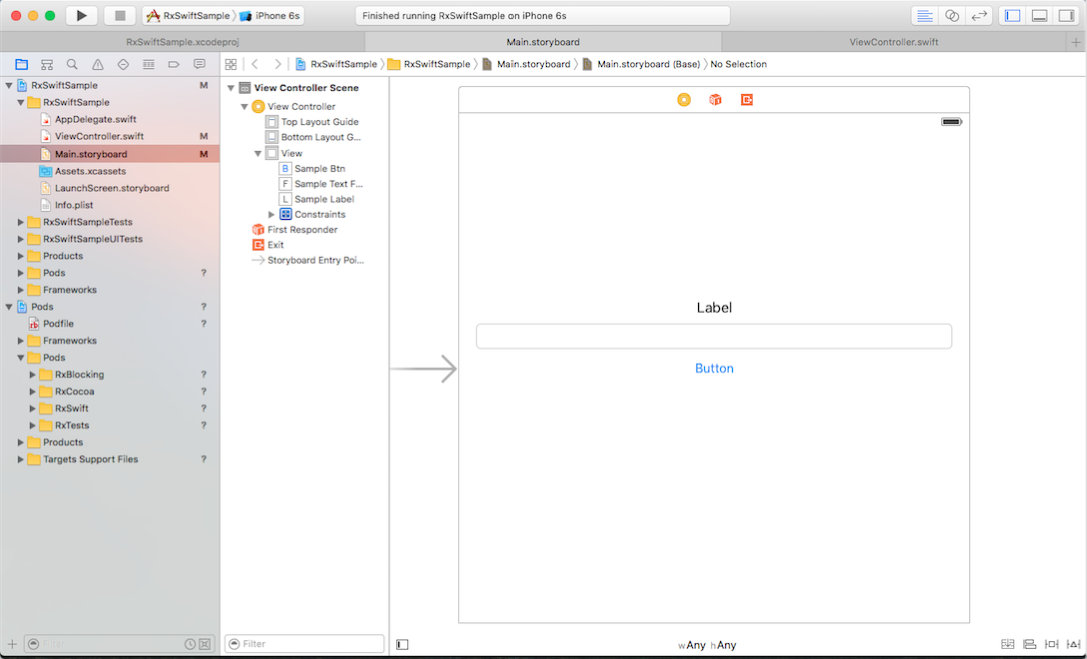 RxSwiftSample iPhone 6s Finished running RxSwiftSample on iPhone 6s
RxSwiftSample.xcodeproj Main.storyboard ViewController.swift
RxSwiftSample RxSwiftSample Main.storyboard Main.storyboard (Base) No Selection
RxSwiftSample M
RxSwiftSample
AppDelegate.swift
ViewController.swift M
Main.storyboard M
Assets.xcassets
LaunchScreen.storyboard
Info.plist
RxSwiftSampleTests
RxSwiftSampleUITests
Products
Pods ?
Frameworks
Pods ?
Podfile ?
Frameworks
Pods
RxBlocking ?
RxCocoa ?
RxSwift ?
RxTests ?
Products
Targets Support Files ?
Filter
View Controller Scene
View Controller
Top Layout Guide
Bottom Layout G...
View
B Sample Btn
F Sample Text F...
L Sample Label
Constraints
First Responder
Exit
Storyboard Entry Poi...
Filter
Label
Button
wAny hAny